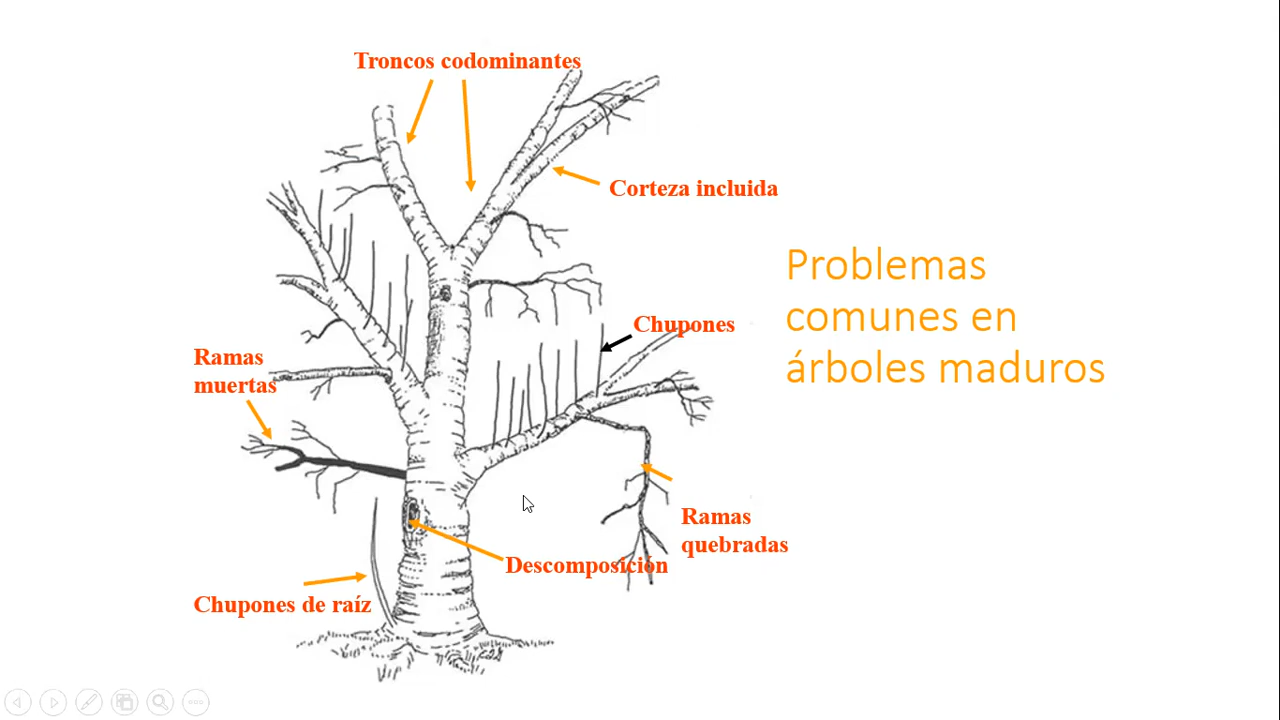 Troncos codominantes
Corteza incluida
Problemas
comunes en
árboles maduros
Chupones
Ramas
muertas
Ramas
quebradas
Descomposición
Chupones de raíz